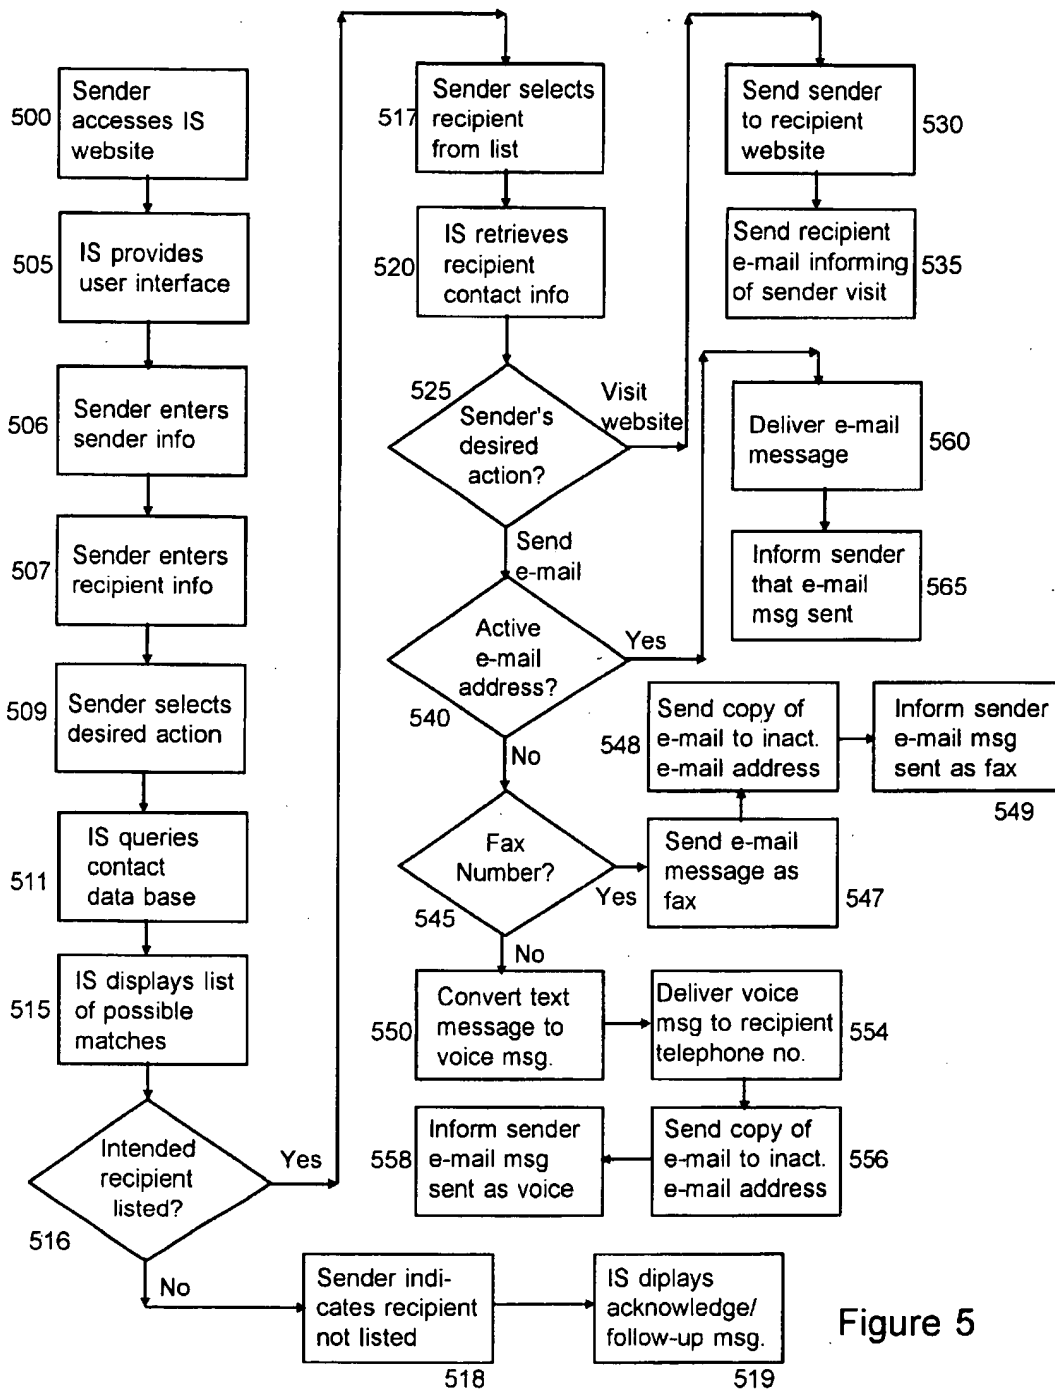 500
Sender
accesses IS
website
505
IS provides
user interface
506
Sender enters
sender info
507
Sender enters
recipient info
509
Sender selects
desired action
511
IS queries
contact
data base
515
IS displays list
of possible
matches
Intended
recipient
listed?
516
Yes
No
Sender indi-
cates recipient
not listed
518
IS diplays
acknowledge/
follow-up msg.
519
517
Sender selects
recipient
from list
520
IS retrieves
recipient
contact info
525
Sender's
desired
action?
Visit
website
Send
e-mail
Send sender
to recipient
website
530
Send recipient
e-mail informing
of sender visit
535
Active
e-mail
address?
540
Yes
No
Deliver e-mail
message
560
Inform sender
that e-mail
msg sent
565
Fax
Number?
545
Yes
No
Send e-mail
message as
fax
547
548
Send copy of
e-mail to inact.
e-mail address
Inform sender
e-mail msg
sent as fax
549
550
Convert text
message to
voice msg.
Deliver voice
msg to recipient
telephone no.
554
Send copy of
e-mail to inact.
e-mail address
556
558
Inform sender
e-mail msg
sent as voice
Figure 5